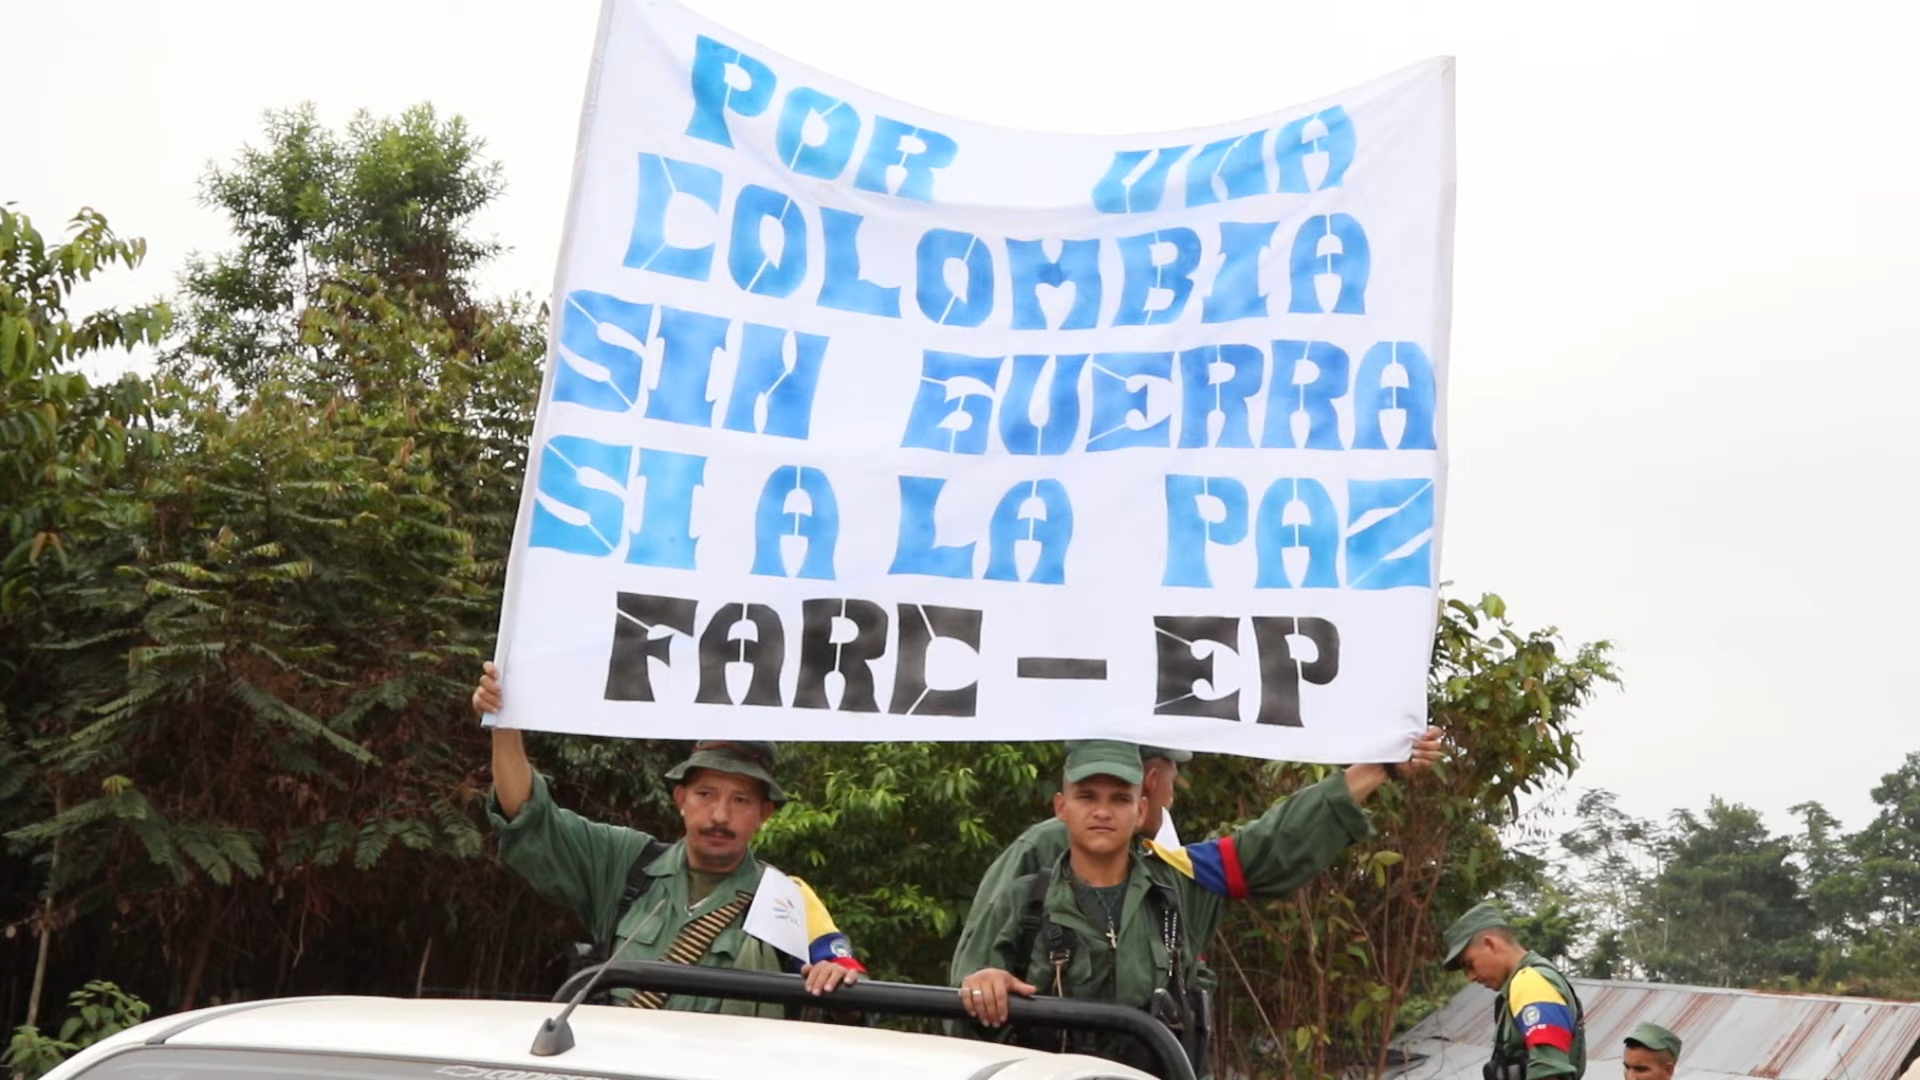 POR UNA
COLOMBIA
SIN GUERRA
SI A LA PAZ
FARC - EP